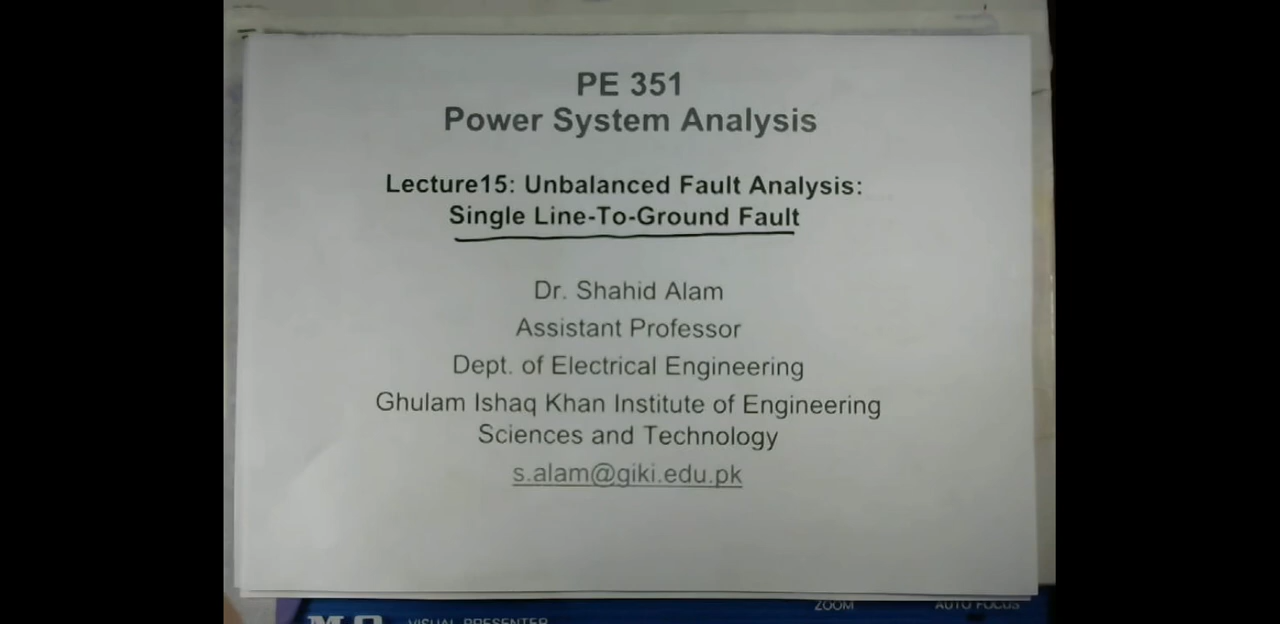 PE 351
Power System Analysis
Lecture15: Unbalanced Fault Analysis:
Single Line-To-Ground Fault
Dr. Shahid Alam
Assistant Professor
Dept. of Electrical Engineering
Ghulam Ishaq Khan Institute of Engineering
Sciences and Technology
s.alam@giki.edu.pk
ZOOM AUTO FOCUS
VISUAL PRESENTER